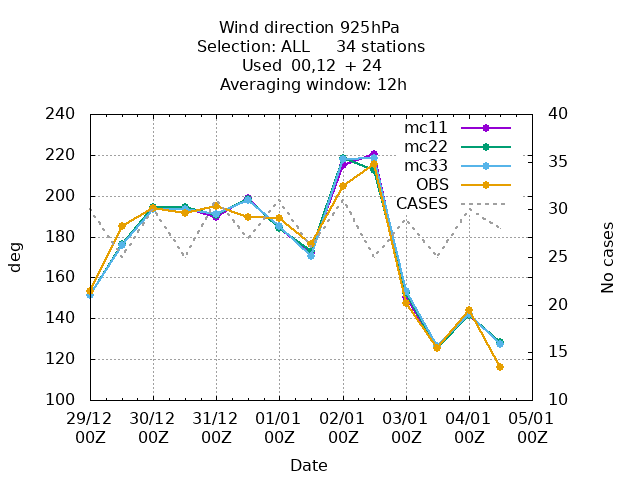 Wind direction 925hPa
Selection: ALL 34 stations
Used 00,12 + 24
Averaging window: 12h
240 40
mc11
mc22
220 35
mc33
OBS
200 CASES 30
180 25
160 20
140
15
120
100 10
deg
No cases
29/12 30/12 31/12 01/01 02/01 03/01 04/01 05/01
00Z 00Z 00Z 00Z 00Z 00Z 00Z 00Z
Date